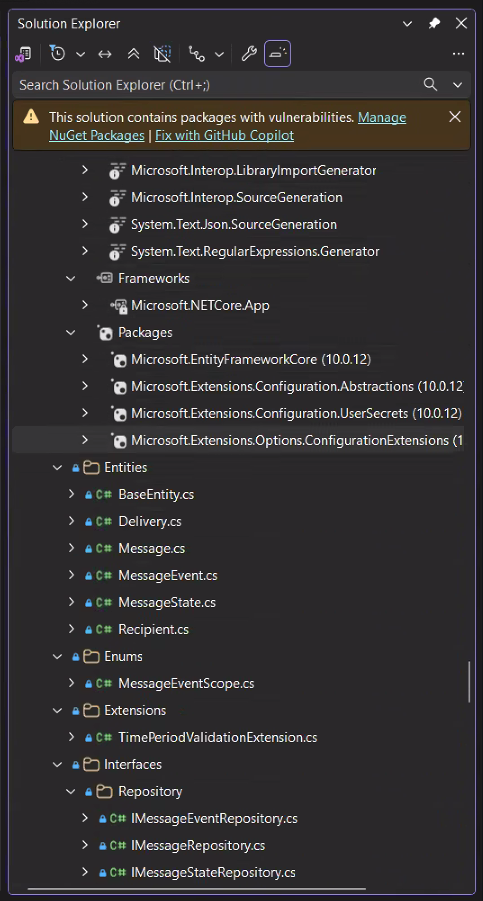 Solution Explorer
Search Solution Explorer (Ctrl+;)
This solution contains packages with vulnerabilities. Manage
NuGet Packages | Fix with GitHub Copilot
Microsoft.Interop.LibraryImportGenerator
Microsoft.Interop.SourceGeneration
System.Text.Json.SourceGeneration
System.Text.RegularExpressions.Generator
Frameworks
Microsoft.NETCore.App
Packages
Microsoft.EntityFrameworkCore (10.0.12)
Microsoft.Extensions.Configuration.Abstractions (10.0.12)
Microsoft.Extensions.Configuration.UserSecrets (10.0.12)
Microsoft.Extensions.Options.ConfigurationExtensions (1
Entities
C# BaseEntity.cs
C# Delivery.cs
C# Message.cs
C# MessageEvent.cs
C# MessageState.cs
C# Recipient.cs
Enums
C# MessageEventScope.cs
Extensions
C# TimePeriodValidationExtension.cs
Interfaces
Repository
C# IMessageEventRepository.cs
C# IMessageRepository.cs
C# IMessageStateRepository.cs